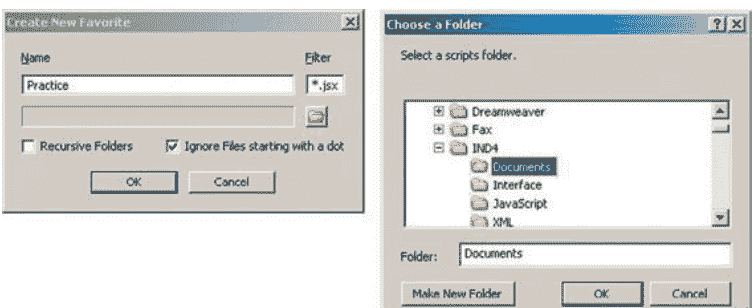 Create New Favorite
Name
Filter
Practice
*.jsx
Recursive Folders
Ignore Files starting with a dot
OK
Cancel
Choose a Folder
Select a scripts folder.
Dreamweaver
Fax
IND4
Documents
Interface
JavaScript
XML
Folder:
Documents
Make New Folder
OK
Cancel